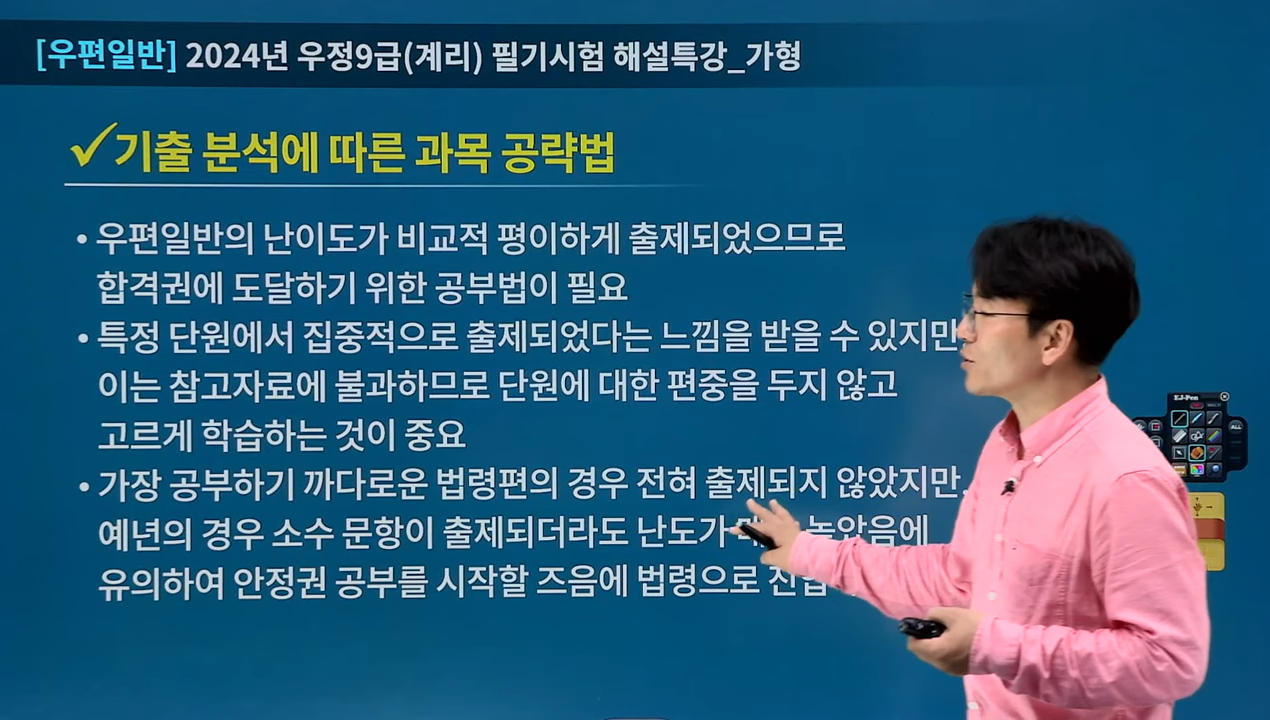 [우편일반] 2024년 우정9급(계리) 필기시험 해설특강_가형
✓기출 분석에 따른 과목 공략법
• 우편일반의 난이도가 비교적 평이하게 출제되었으므로
합격권에 도달하기 위한 공부법이 필요
• 특정 단원에서 집중적으로 출제되었다는 느낌을 받을 수 있지만
이는 참고자료에 불과하므로 단원에 대한 편중을 두지 않고
고르게 학습하는 것이 중요
• 가장 공부하기 까다로운 법령편의 경우 전혀 출제되지 않았지만,
예년의 경우 소수 문항이 출제되더라도 난도가 높았음에
유의하여 안정권 공부를 시작할 즈음에 법령으로
EJ-Pen
ALL